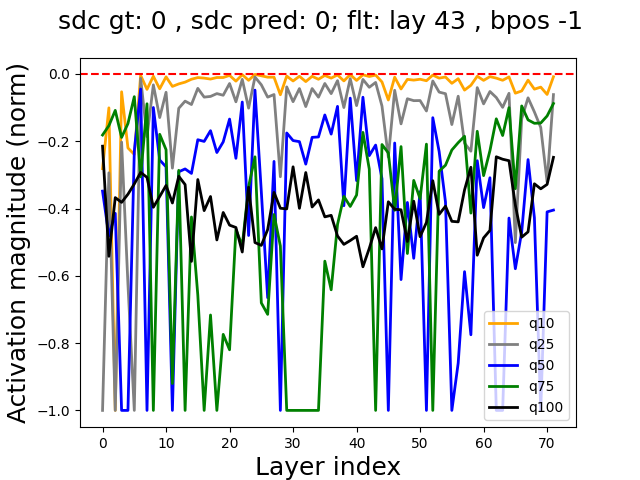 sdc gt: 0 , sdc pred: 0; flt: lay 43 , bpos -1
Activation magnitude (norm)
0.0
−0.2
−0.4
−0.6
−0.8
−1.0
0 10 20 30 40 50 60 70
Layer index
q10
q25
q50
q75
q100